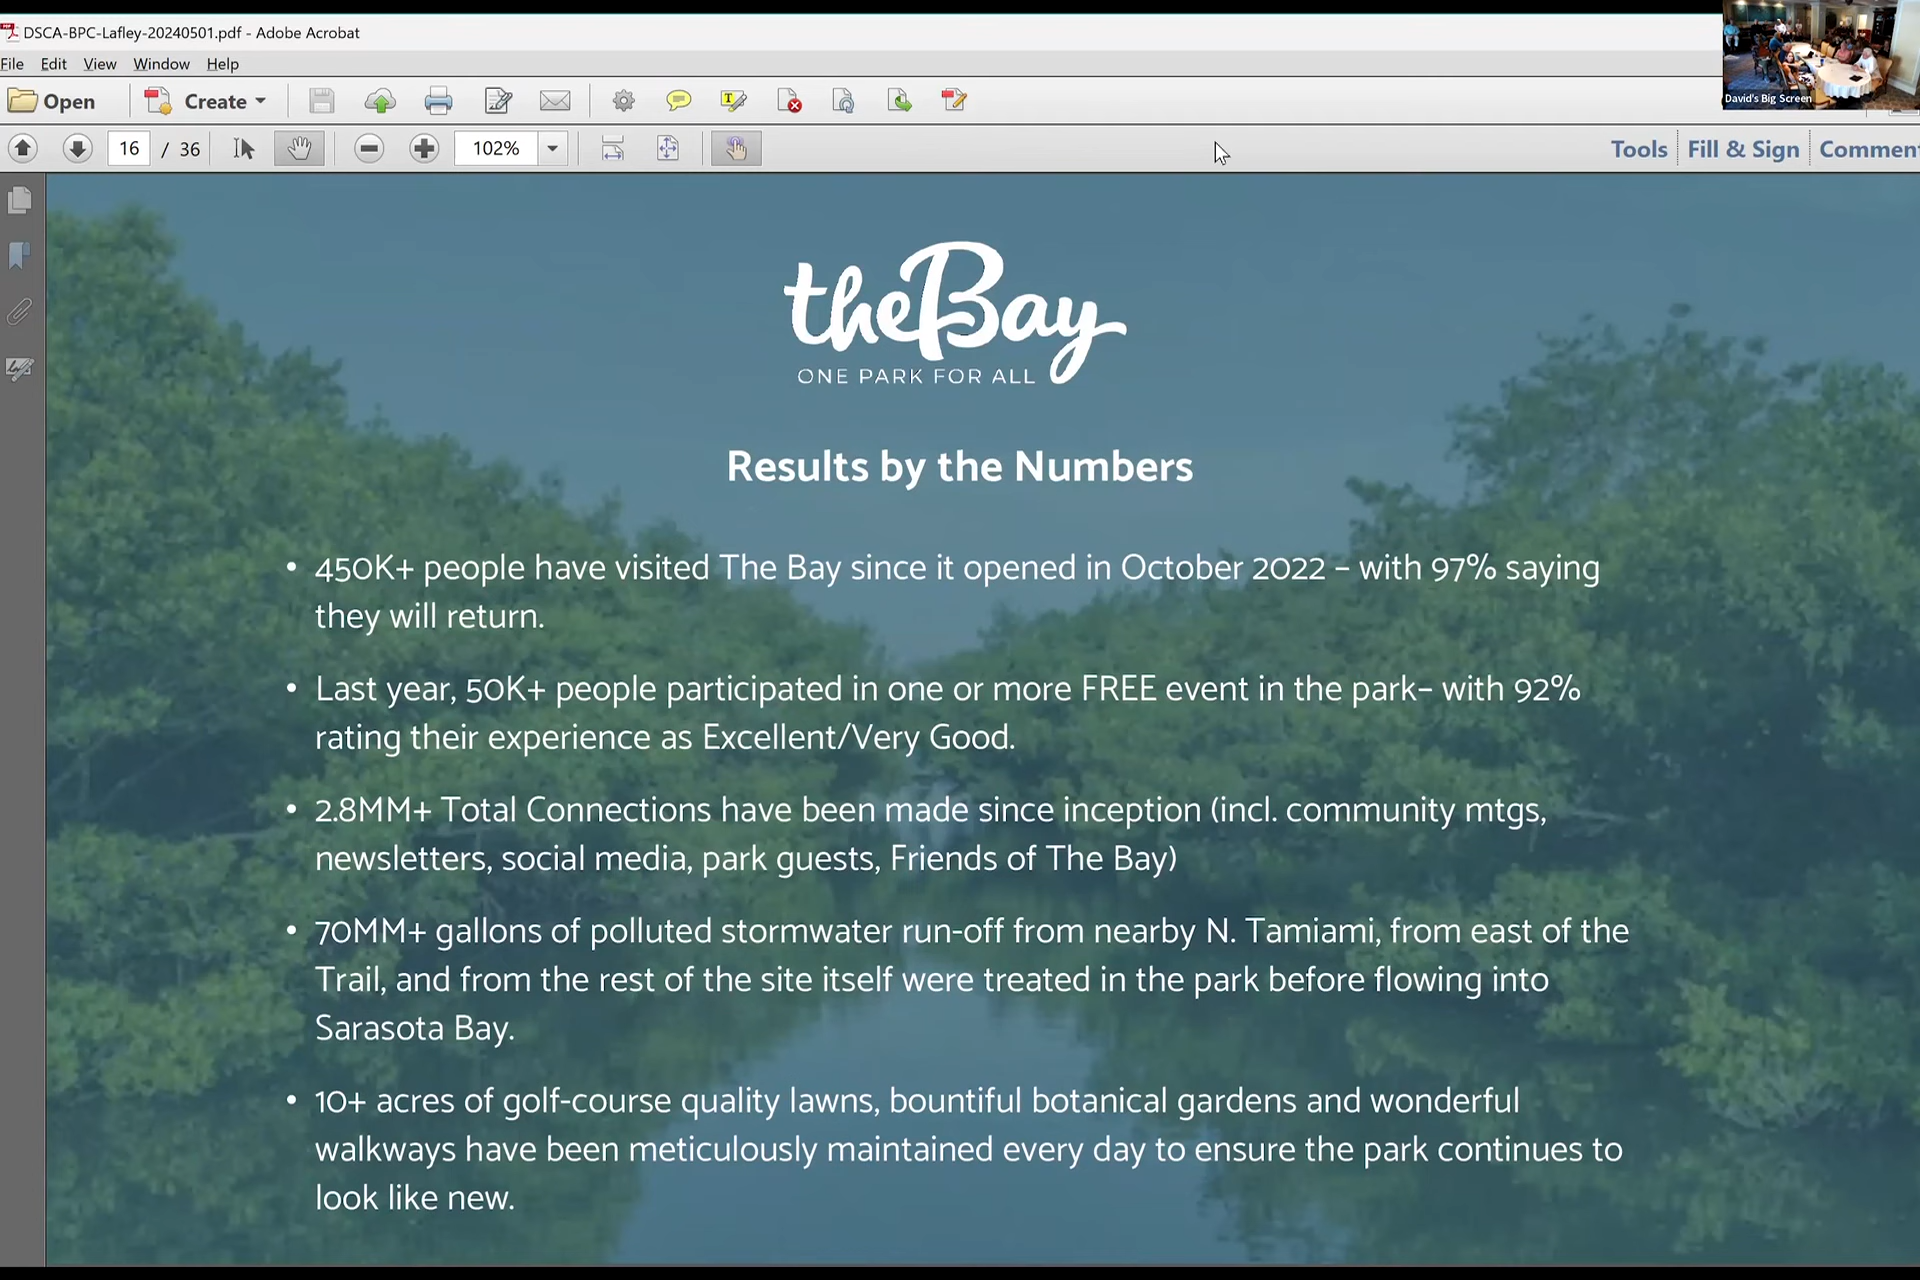 DSCA-BPC-Lafley-20240501.pdf - Adobe Acrobat
File Edit View Window Help
Open Create
David's Big Screen
16 / 36 102% Tools Fill & Sign Comment
the Bay
ONE PARK FOR ALL
Results by the Numbers
• 450K+ people have visited The Bay since it opened in October 2022 – with 97% saying
they will return.
• Last year, 50K+ people participated in one or more FREE event in the park– with 92%
rating their experience as Excellent/Very Good.
• 2.8MM+ Total Connections have been made since inception (incl. community mtgs,
newsletters, social media, park guests, Friends of The Bay)
• 70MM+ gallons of polluted stormwater run-off from nearby N. Tamiami, from east of the
Trail, and from the rest of the site itself were treated in the park before flowing into
Sarasota Bay.
• 10+ acres of golf-course quality lawns, bountiful botanical gardens and wonderful
walkways have been meticulously maintained every day to ensure the park continues to
look like new.